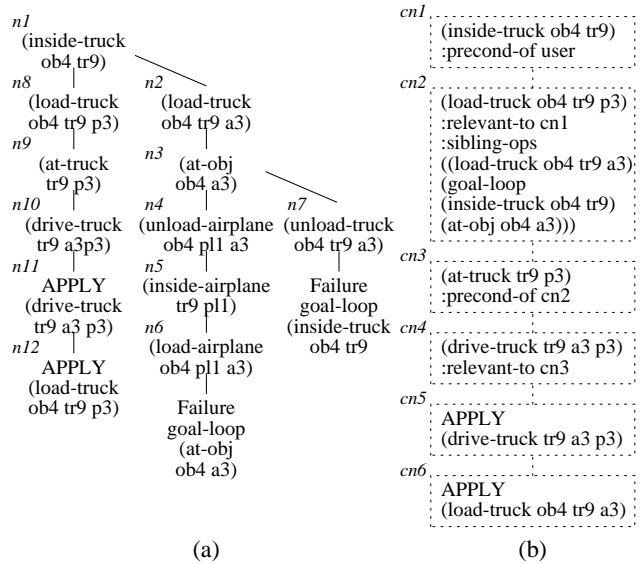 n1
(inside-truck
ob4 tr9)
n8
(load-truck
ob4 tr9 p3)
n9
(at-truck
tr9 p3)
n10
(drive-truck
tr9 a3p3)
n11
APPLY
(drive-truck
tr9 a3 p3)
n12
APPLY
(load-truck
ob4 tr9 p3)
n2
(load-truck
ob4 tr9 a3)
n3
(at-obj
ob4 a3)
n4
(unload-airplane
ob4 pl1 a3
n5
(inside-airplane
tr9 pl1)
n6
(load-airplane
ob4 pl1 a3)
Failure
goal-loop
(at-obj
ob4 a3)
n7
(unload-truck
ob4 tr9 a3)
Failure
goal-loop
(inside-truck
ob4 tr9
(a)
cn1
(inside-truck ob4 tr9)
:precond-of user
cn2
(load-truck ob4 tr9 p3)
:relevant-to cn1
:sibling-ops
((load-truck ob4 tr9 a3)
(goal-loop
(inside-truck ob4 tr9)
(at-obj ob4 a3)))
cn3
(at-truck tr9 p3)
:precond-of cn2
cn4
(drive-truck tr9 a3 p3)
:relevant-to cn3
cn5
APPLY
(drive-truck tr9 a3 p3)
cn6
APPLY
(load-truck ob4 tr9 a3)
(b)